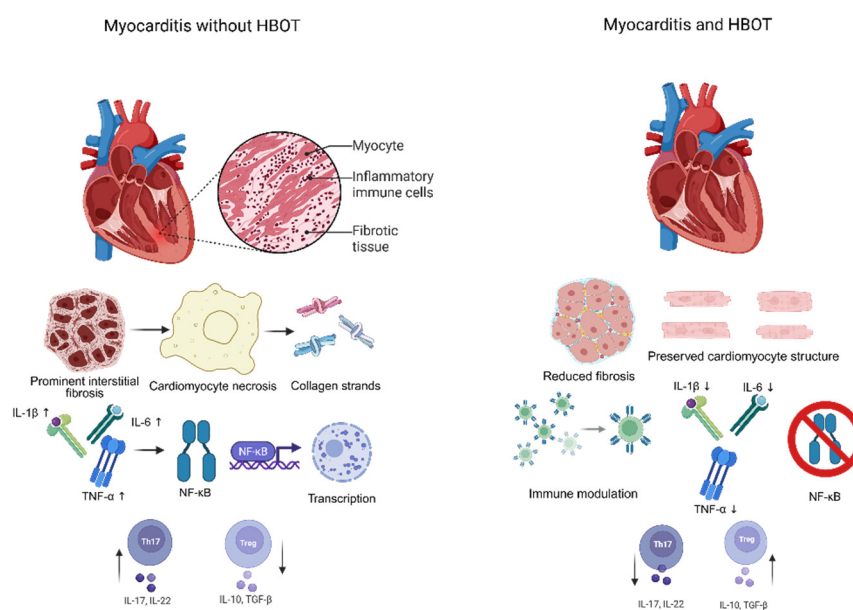 Myocarditis without HBOT
Myocyte
Inflammatory
immune cells
Fibrotic
tissue
Prominent interstitial
fibrosis
Cardiomyocyte necrosis
Collagen strands
IL-1β ↑
IL-6 ↑
TNF-α ↑
NF-κB
NF-κB
Transcription
Th17
IL-17, IL-22
Treg
IL-10, TGF-β
Myocarditis and HBOT
Reduced fibrosis
Preserved cardiomyocyte structure
Immune modulation
IL-1β ↓
IL-6 ↓
TNF-α ↓
NF-κB
Th17
IL-17, IL-22
Treg
IL-10, TGF-β